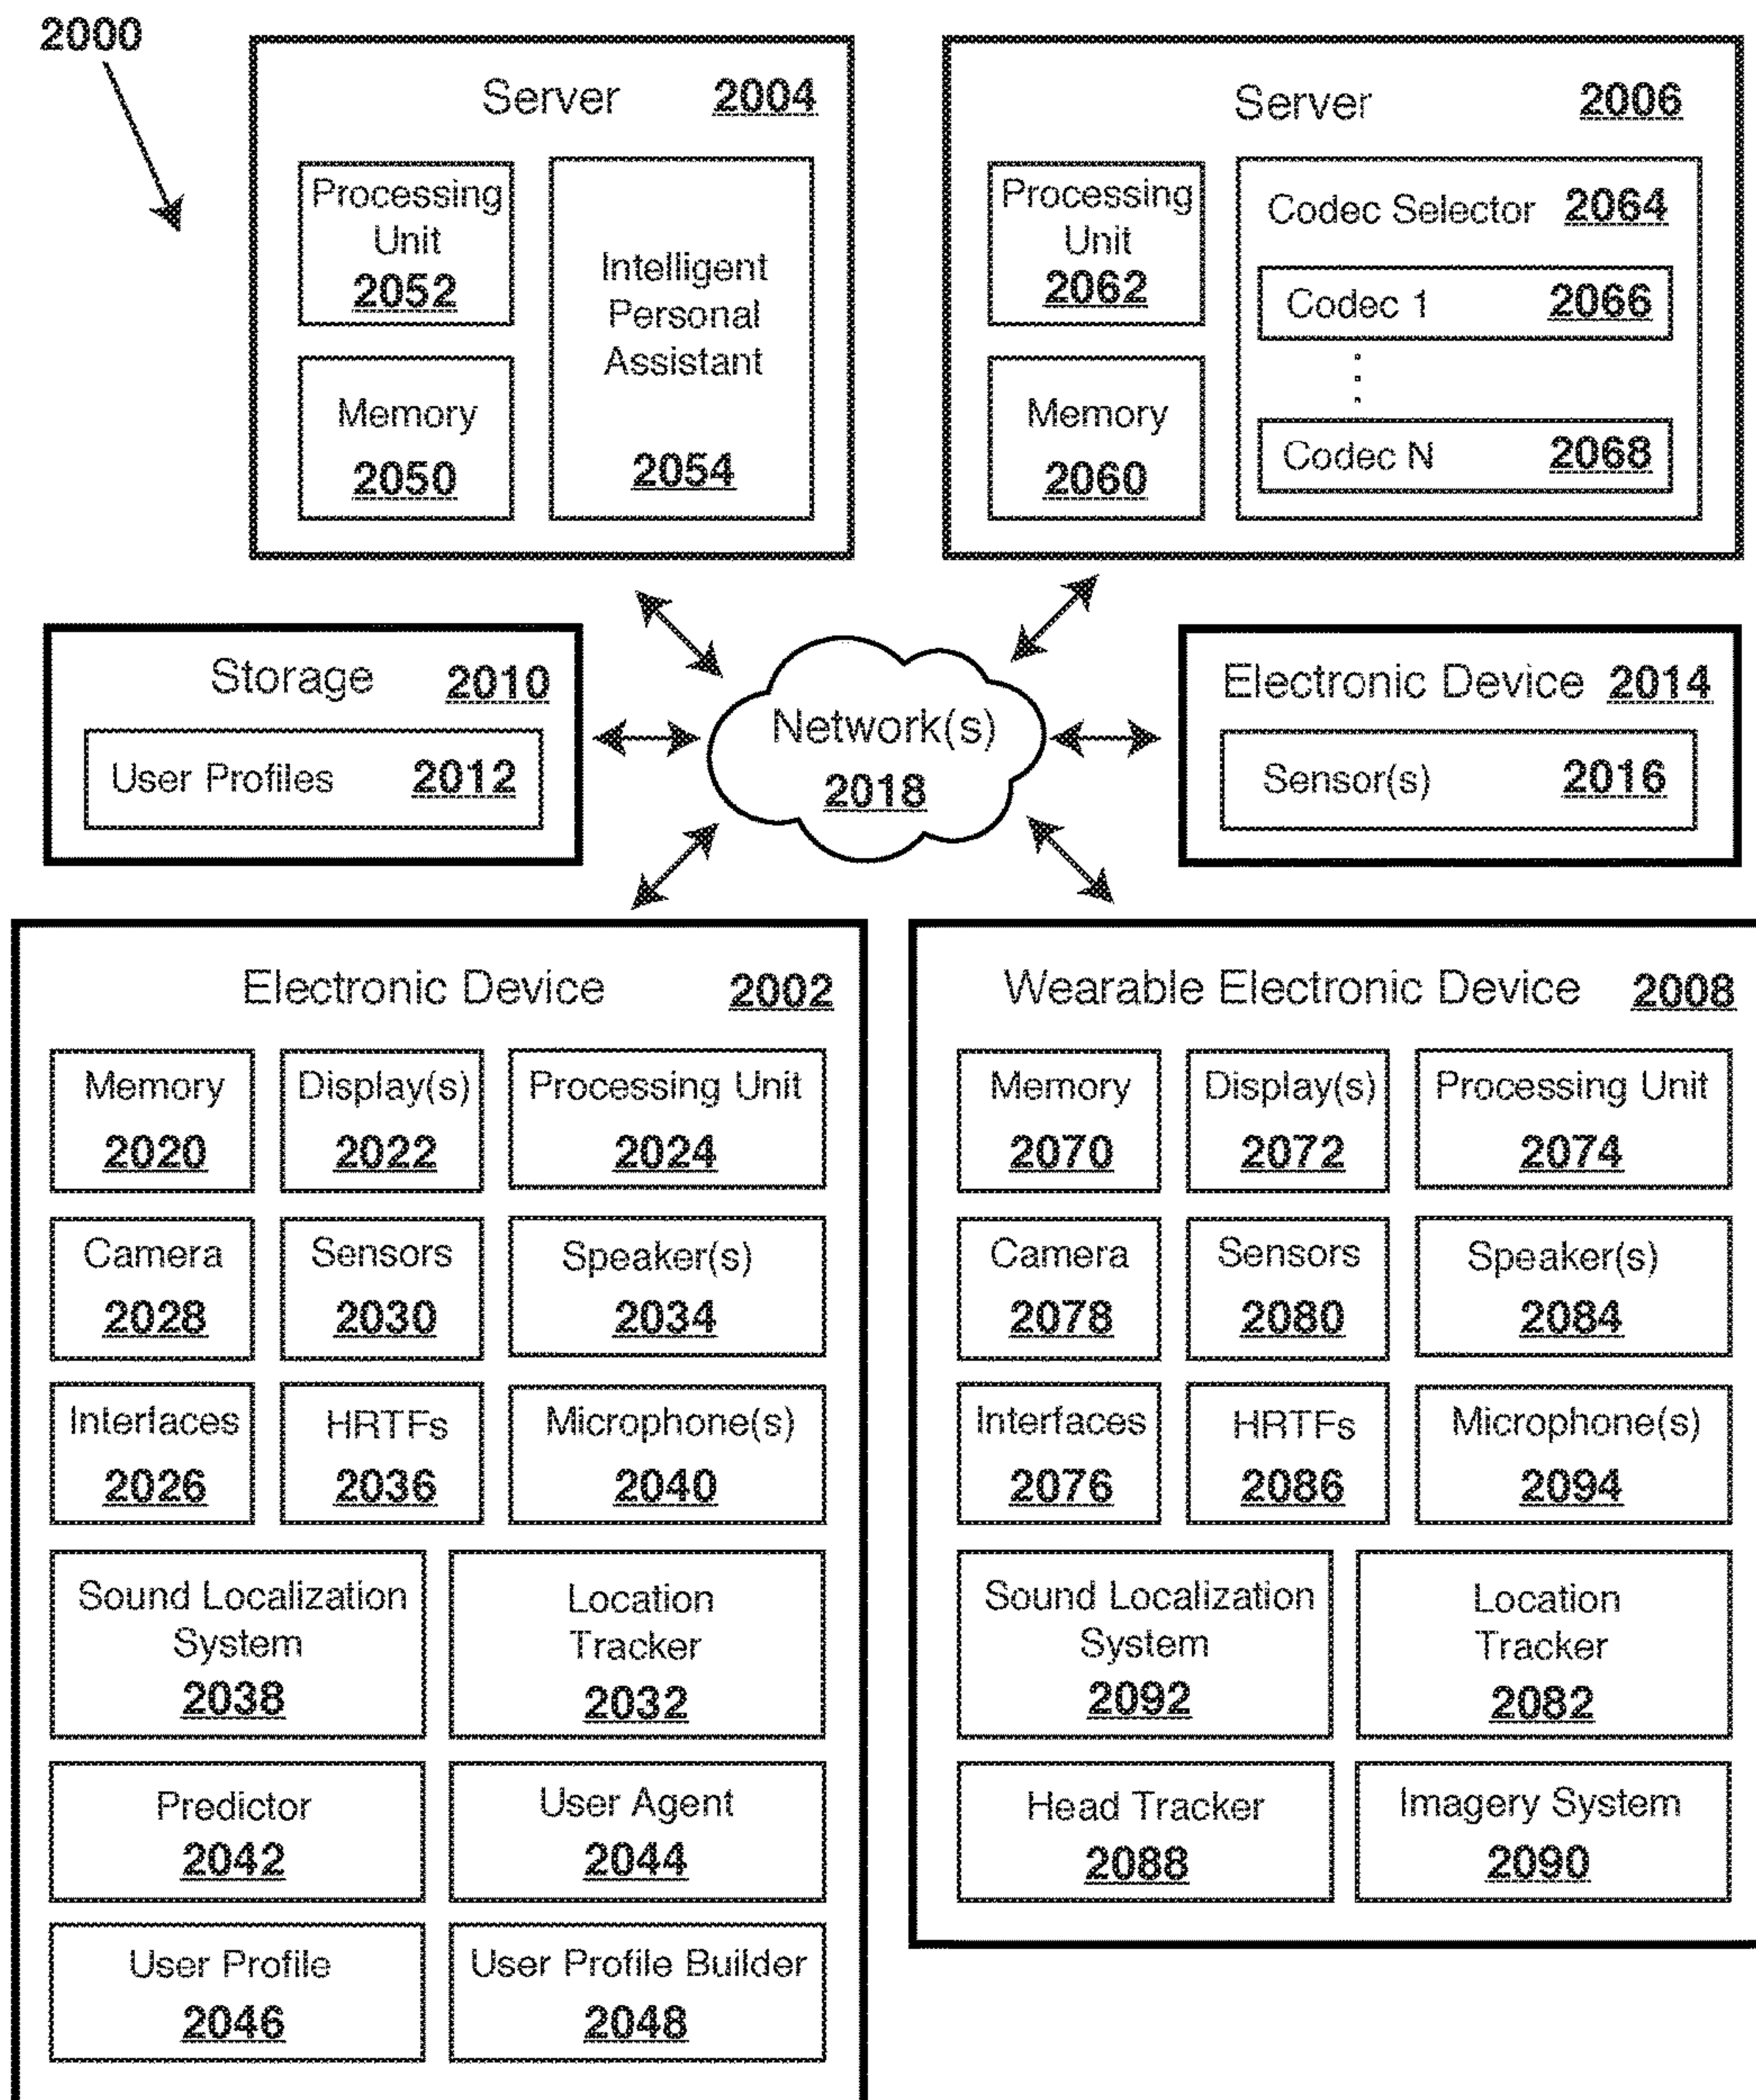 2000
Server 2004
Processing
Unit
2052
Memory
2050
Intelligent
Personal
Assistant
2054
Server 2006
Processing
Unit
2062
Memory
2060
Codec Selector 2064
Codec 1 2066
Codec N 2068
Storage 2010
User Profiles 2012
Network(s)
2018
Electronic Device 2014
Sensor(s) 2016
Electronic Device 2002
Memory
2020
Display(s)
2022
Processing Unit
2024
Camera
2028
Sensors
2030
Speaker(s)
2034
Interfaces
2026
HRTFs
2036
Microphone(s)
2040
Sound Localization
System
2038
Location
Tracker
2032
Predictor
2042
User Agent
2044
User Profile
2046
User Profile Builder
2048
Wearable Electronic Device 2008
Memory
2070
Display(s)
2072
Processing Unit
2074
Camera
2078
Sensors
2080
Speaker(s)
2084
Interfaces
2076
HRTFs
2086
Microphone(s)
2094
Sound Localization
System
2092
Location
Tracker
2082
Head Tracker
2088
Imagery System
2090